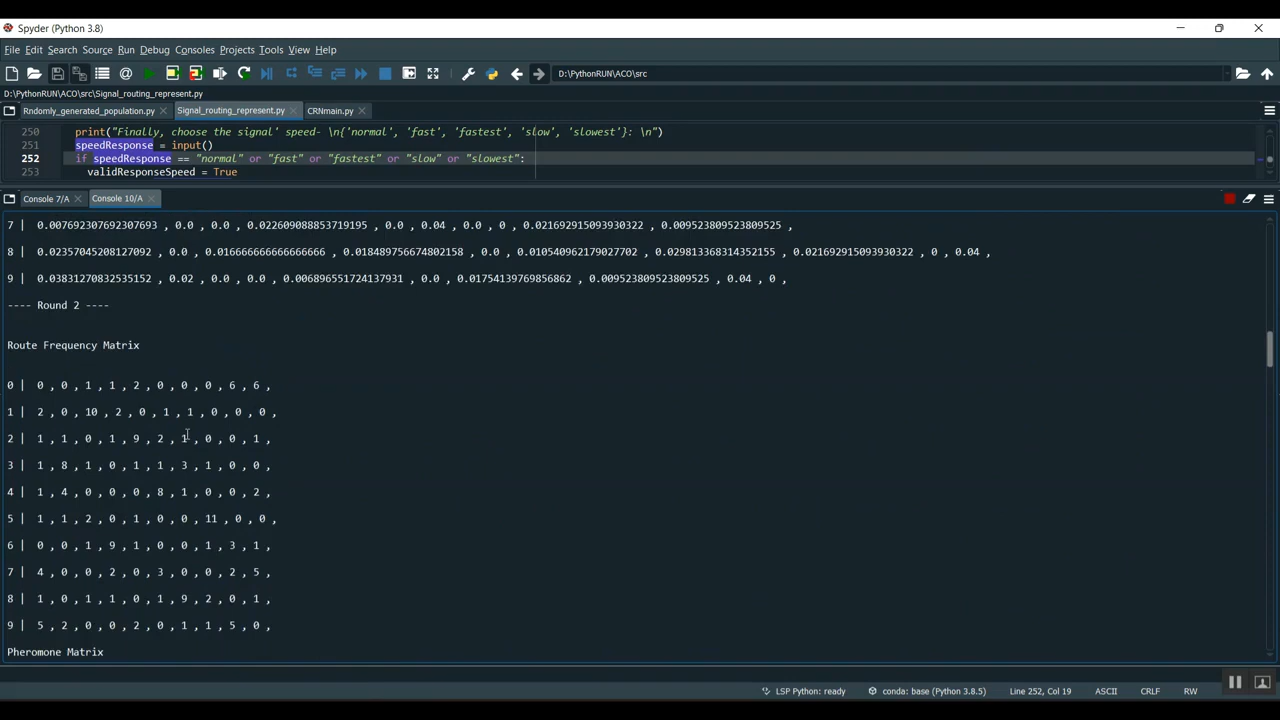 Spyder (Python 3.8)
File Edit Search Source Run Debug Consoles Projects Tools View Help
D:\PythonRUN\ACO\src
D:\PythonRUN\ACO\src\Signal_routing_represent.py
Rndomly_generated_population.py Signal_routing_represent.py CRNmain.py
250 print("Finally, choose the signal' speed- \n{'normal', 'fast', 'fastest', 'slow', 'slowest'}: \n")
251 speedResponse = input()
252 if speedResponse == "normal" or "fast" or "fastest" or "slow" or "slowest":
253 validResponseSpeed = True
Console 7/A Console 10/A
7 | 0.007692307692307693 , 0.0 , 0.0 , 0.022609088853719195 , 0.0 , 0.04 , 0.0 , 0 , 0.021692915093930322 , 0.009523809523809525 ,
8 | 0.02357045208127092 , 0.0 , 0.016666666666666666 , 0.018489756674802158 , 0.0 , 0.010540962179027702 , 0.029813368314352155 , 0.021692915093930322 , 0 , 0.04 ,
9 | 0.03831270832535152 , 0.02 , 0.0 , 0.0 , 0.006896551724137931 , 0.0 , 0.01754139769856862 , 0.009523809523809525 , 0.04 , 0 ,
---- Round 2 ----
Route Frequency Matrix
0 | 0 , 0 , 1 , 1 , 2 , 0 , 0 , 0 , 6 , 6 ,
1 | 2 , 0 , 10 , 2 , 0 , 1 , 1 , 0 , 0 , 0 ,
2 | 1 , 1 , 0 , 1 , 9 , 2 , 1 , 0 , 0 , 1 ,
3 | 1 , 8 , 1 , 0 , 1 , 1 , 3 , 1 , 0 , 0 ,
4 | 1 , 4 , 0 , 0 , 0 , 8 , 1 , 0 , 0 , 2 ,
5 | 1 , 1 , 2 , 0 , 1 , 0 , 0 , 11 , 0 , 0 ,
6 | 0 , 0 , 1 , 9 , 1 , 0 , 0 , 1 , 3 , 1 ,
7 | 4 , 0 , 0 , 2 , 0 , 3 , 0 , 0 , 2 , 5 ,
8 | 1 , 0 , 1 , 1 , 0 , 1 , 9 , 2 , 0 , 1 ,
9 | 5 , 2 , 0 , 0 , 2 , 0 , 1 , 1 , 5 , 0 ,
Pheromone Matrix
LSP Python: ready conda: base (Python 3.8.5) Line 252, Col 19 ASCII CRLF RW